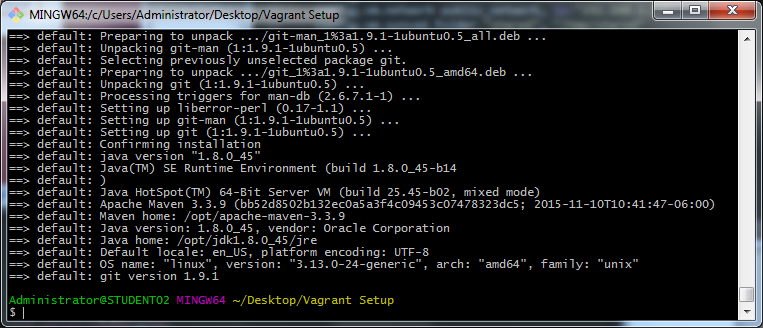 MINGW64:/c/Users/Administrator/Desktop/Vagrant Setup
==> default: Preparing to unpack .../git-man_1%3a1.9.1-1ubuntu0.5_all.deb ...
==> default: Unpacking git-man (1:1.9.1-1ubuntu0.5) ...
==> default: Selecting previously unselected package git.
==> default: Preparing to unpack .../git_1%3a1.9.1-1ubuntu0.5_amd64.deb ...
==> default: Unpacking git (1:1.9.1-1ubuntu0.5) ...
==> default: Processing triggers for man-db (2.6.7.1-1) ...
==> default: Setting up liberror-perl (0.17-1.1) ...
==> default: Setting up git-man (1:1.9.1-1ubuntu0.5) ...
==> default: Setting up git (1:1.9.1-1ubuntu0.5) ...
==> default: Confirming installation
==> default: java version "1.8.0_45"
==> default: Java(TM) SE Runtime Environment (build 1.8.0_45-b14
==> default: )
==> default: Java HotSpot(TM) 64-Bit Server VM (build 25.45-b02, mixed mode)
==> default: Apache Maven 3.3.9 (bb52d8502b132ec0a5a3f4c09453c07478323dc5; 2015-11-10T10:41:47-06:00)
==> default: Maven home: /opt/apache-maven-3.3.9
==> default: Java version: 1.8.0_45, vendor: Oracle Corporation
==> default: Java home: /opt/jdk1.8.0_45/jre
==> default: Default locale: en_US, platform encoding: UTF-8
==> default: OS name: "linux", version: "3.13.0-24-generic", arch: "amd64", family: "unix"
==> default: git version 1.9.1
Administrator@STUDENT02 MINGW64 ~/Desktop/Vagrant Setup
$